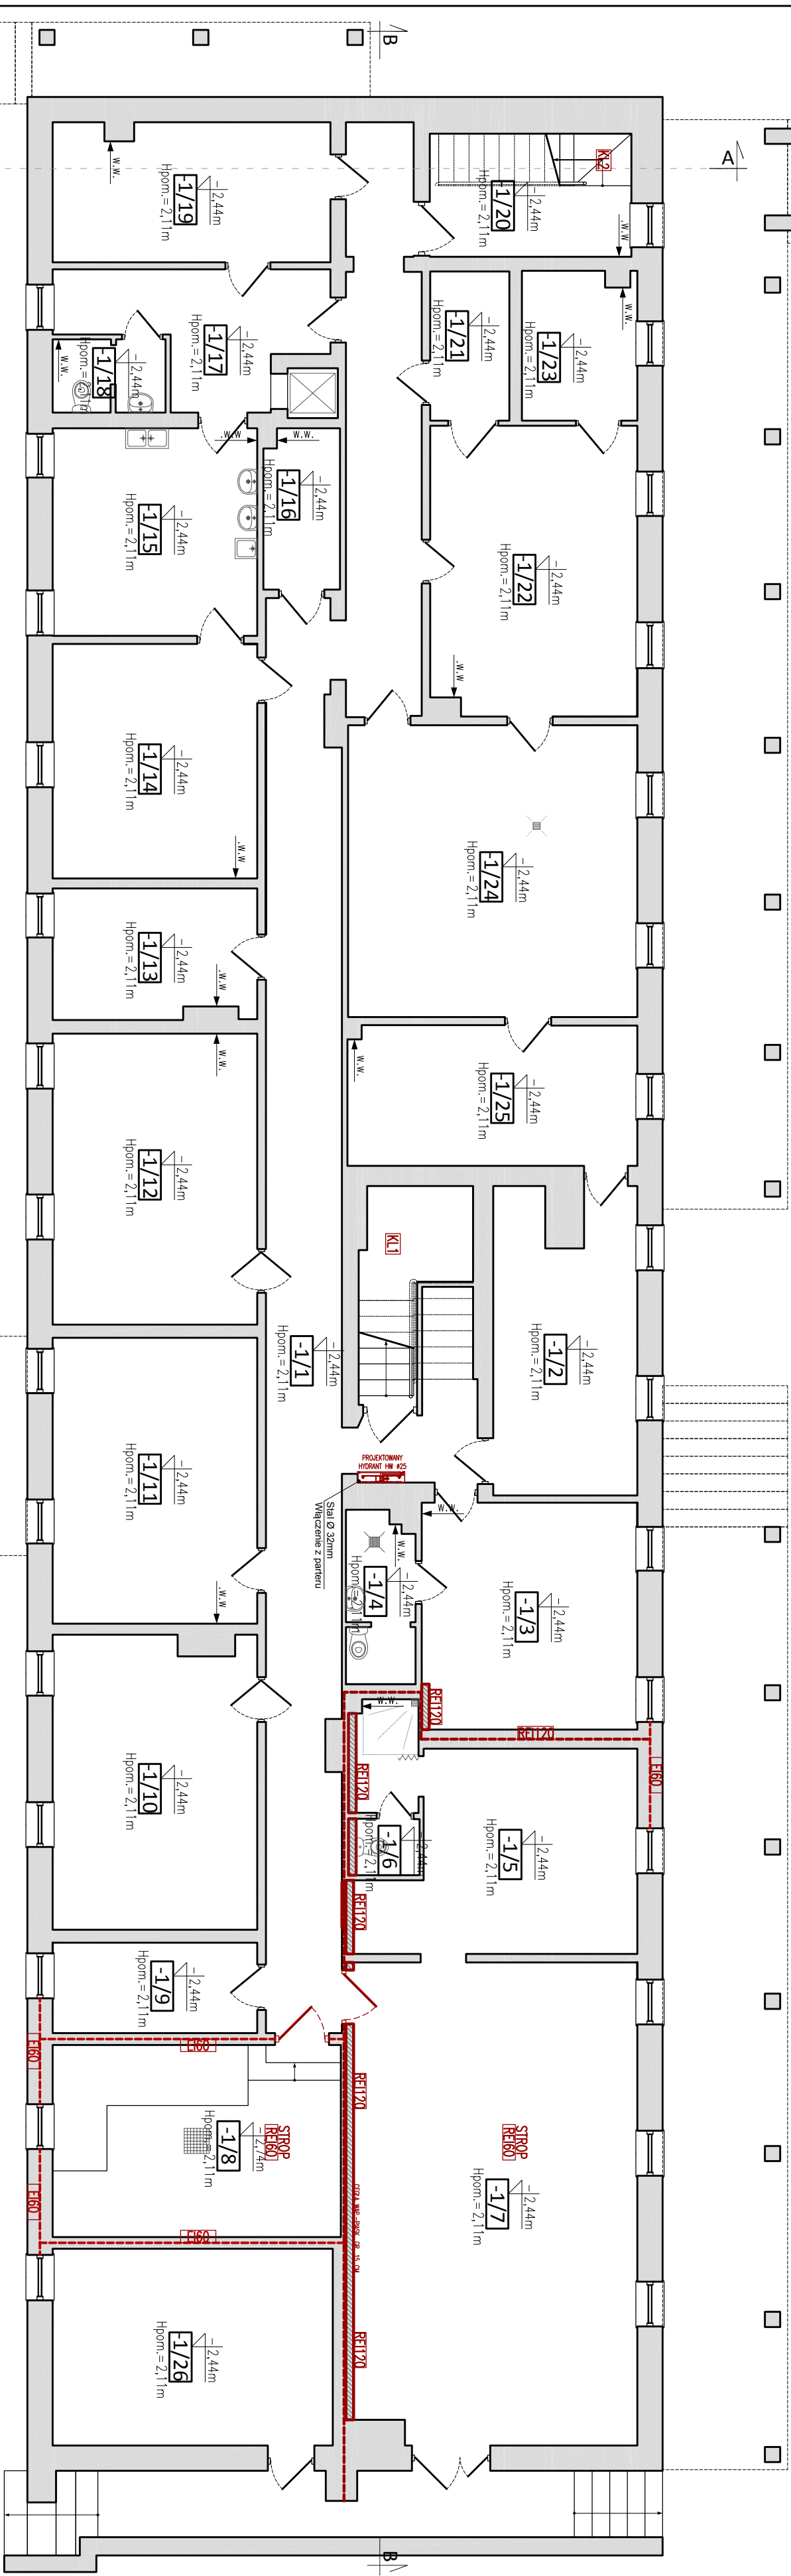 B
A
KL2
-1/19
-2,44m
Hpom.= 2,11m
w.w.
-1/20
-2,44m
Hpom.= 2,11m
w.w.
-1/17
-2,44m
Hpom.= 2,11m
-1/21
-2,44m
Hpom.= 2,11m
-1/23
-2,44m
Hpom.= 2,11m
w.w.
-1/18
-2,44m
w.w.
-1/15
-2,44m
Hpom.= 2,11m
w.w.
-1/16
-2,44m
Hpom.= 2,11m
w.w.
-1/22
-2,44m
Hpom.= 2,11m
w.w.
-1/14
-2,44m
Hpom.= 2,11m
w.w.
-1/24
-2,44m
Hpom.= 2,11m
-1/13
-2,44m
Hpom.= 2,11m
w.w.
-1/25
-2,44m
Hpom.= 2,11m
w.w.
-1/12
-2,44m
Hpom.= 2,11m
w.w.
KL1
-1/1
-2,44m
Hpom.= 2,11m
-1/2
-2,44m
Hpom.= 2,11m
PROJEKTOWANY
HYDRANT HW #25
Stal Ø 32mm
Włączenie z parteru
-1/11
-2,44m
Hpom.= 2,11m
w.w.
-1/4
-2,44m
w.w.
w.w.
-1/3
-2,44m
Hpom.= 2,11m
REI120
REI120
EI60
-1/10
-2,44m
Hpom.= 2,11m
w.w.
REI120
-1/6
-2,44m
-1/5
-2,44m
Hpom.= 2,11m
REI120
-1/9
-2,44m
Hpom.= 2,11m
EI60
EI60
REI120
-1/8
-2,74m
Hpom.= 2,11m
STROP
REI60
STROP
REI60
-1/7
-2,44m
Hpom.= 2,11m
EI60
EI60
REI120
-1/26
-2,44m
Hpom.= 2,11m
B